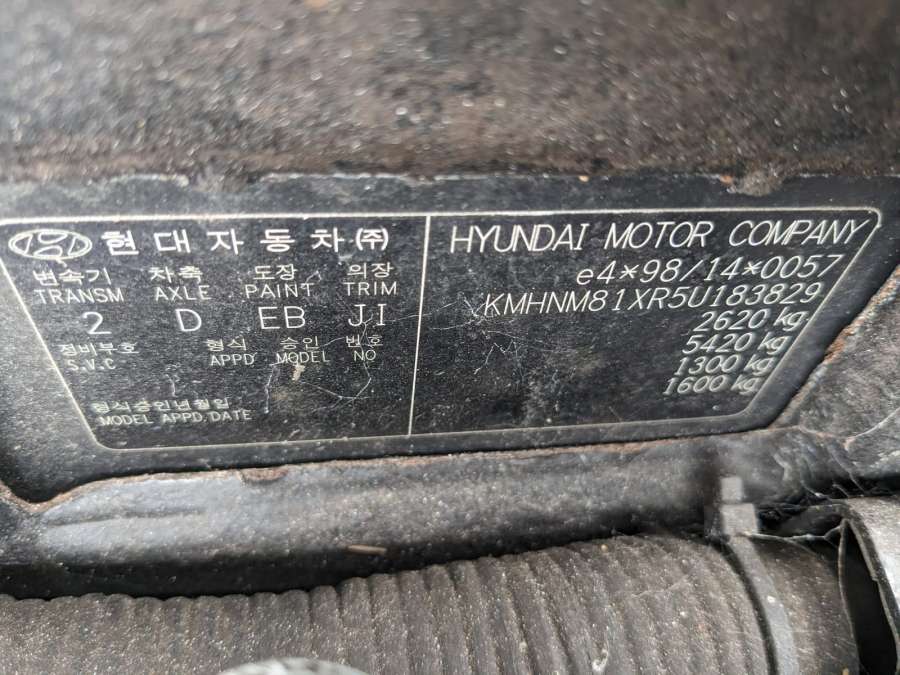 현대자동차(주)
변속기 차축 도장 의장
TRANSM AXLE PAINT TRIM
2 D EB JI
정비부호 형식 승인 번호
S.V.C APPD MODEL NO
형식승인년월일
MODEL APPD.DATE
HYUNDAI MOTOR COMPANY
e4*98/14*0057
KMHNM81XR5U183829
2620 kg
5420 kg
1300 kg
1600 kg